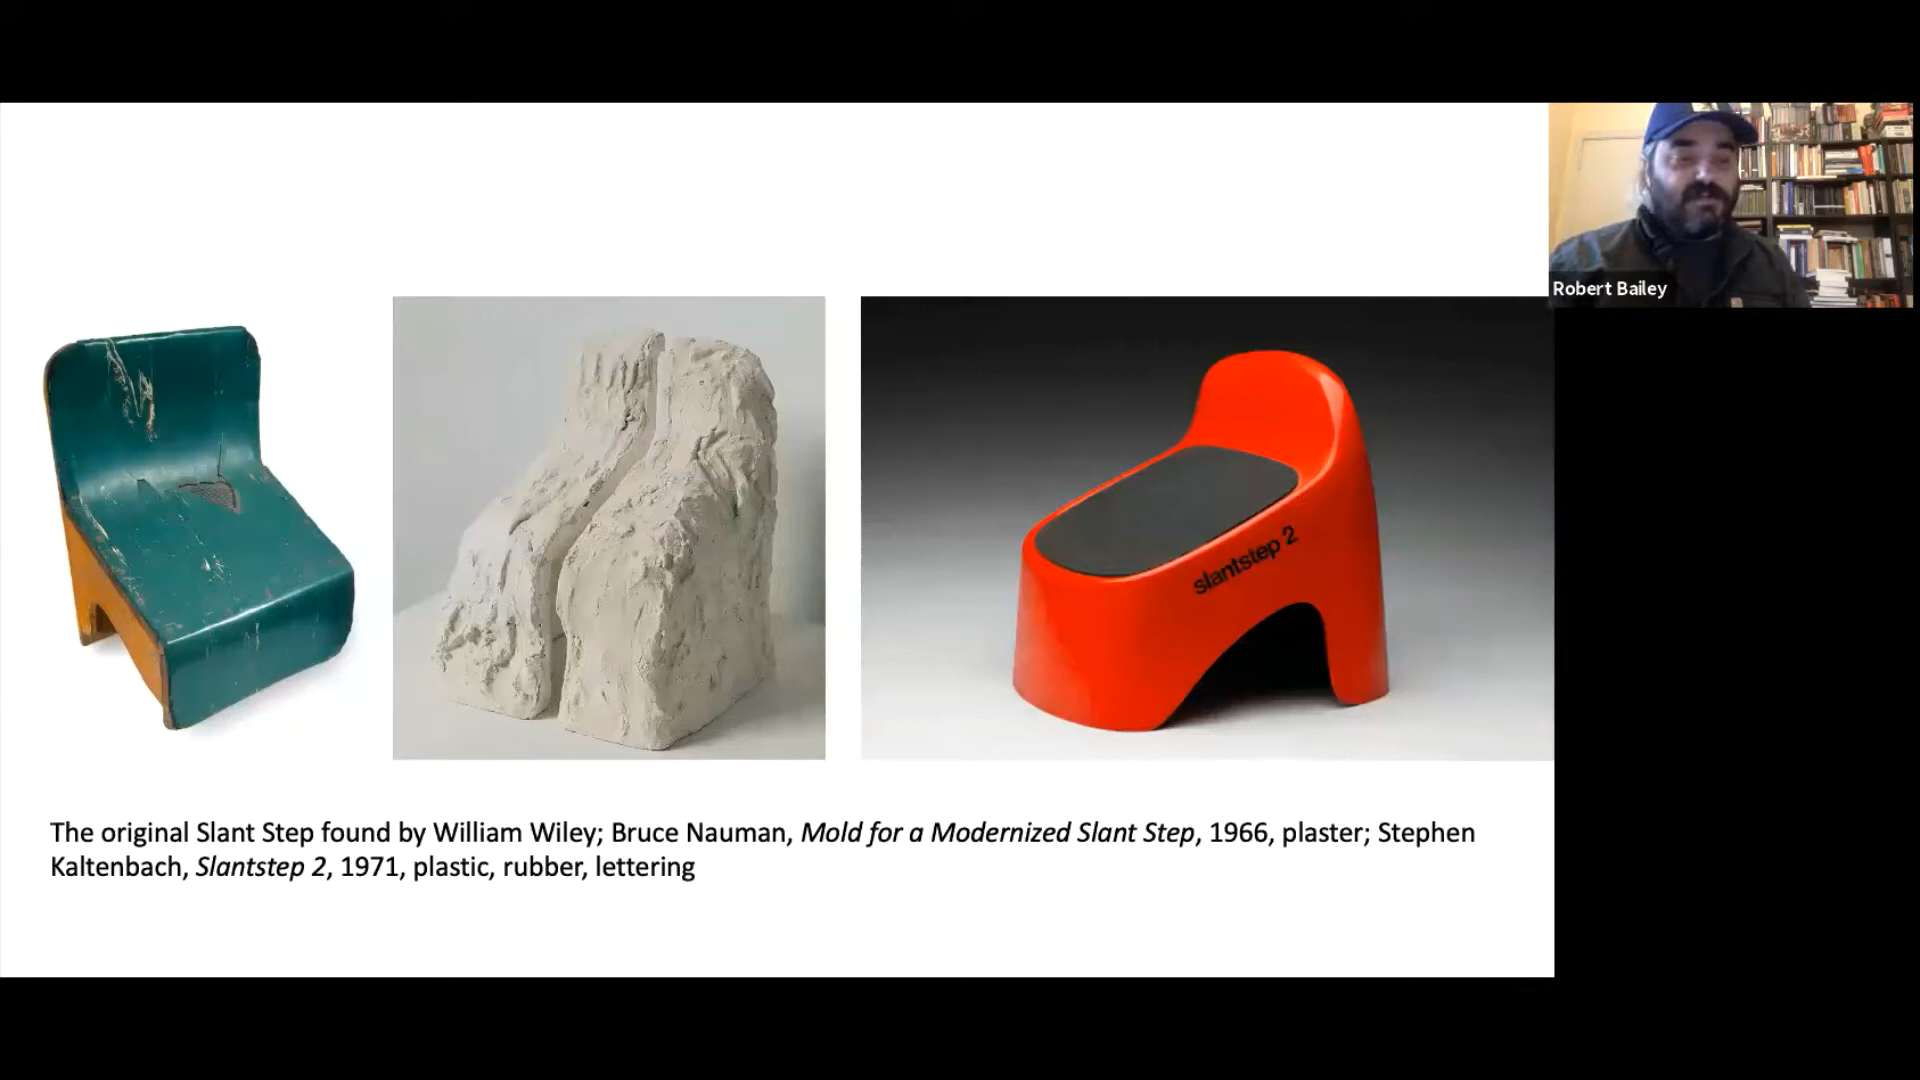 Robert Bailey
slantstep 2
The original Slant Step found by William Wiley; Bruce Nauman, Mold for a Modernized Slant Step, 1966, plaster; Stephen
Kaltenbach, Slantstep 2, 1971, plastic, rubber, lettering